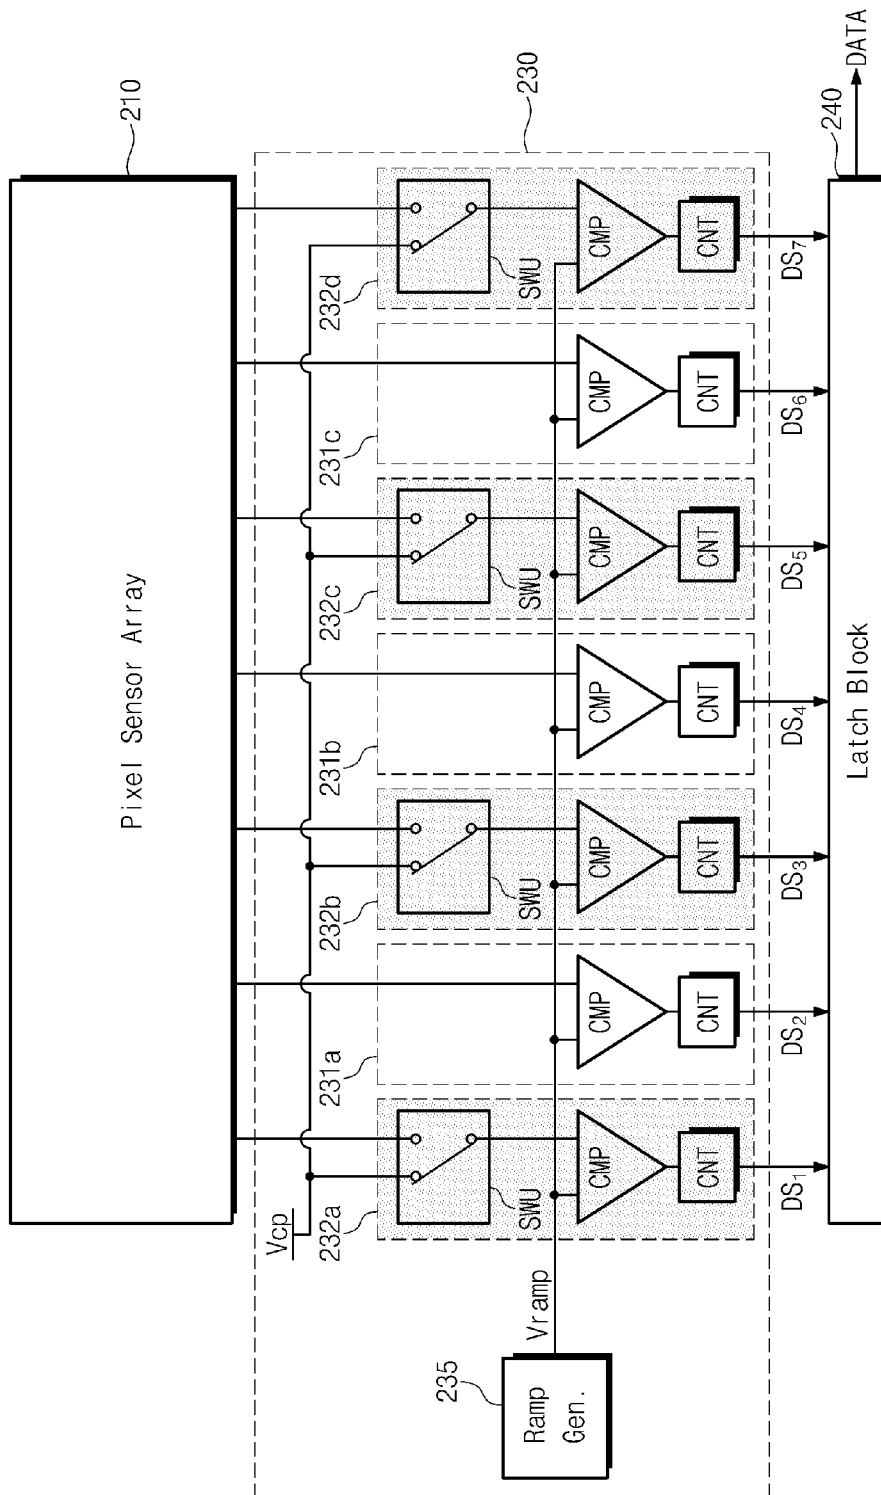 210
Pixel Sensor Array
230
Vcp
232a
231a
232b
231b
232c
231c
232d
SWU
SWU
SWU
SWU
235
Ramp
Gen.
Vramp
CMP
CMP
CMP
CMP
CMP
CMP
CMP
CNT
CNT
CNT
CNT
CNT
CNT
CNT
DS₁
DS₂
DS₃
DS₄
DS₅
DS₆
DS₇
240
Latch Block
DATA